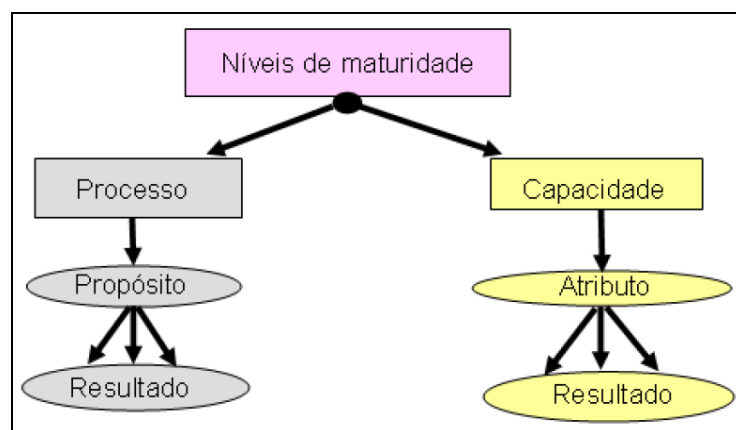 Níveis de maturidade
Processo
Capacidade
Propósito
Atributo
Resultado
Resultado